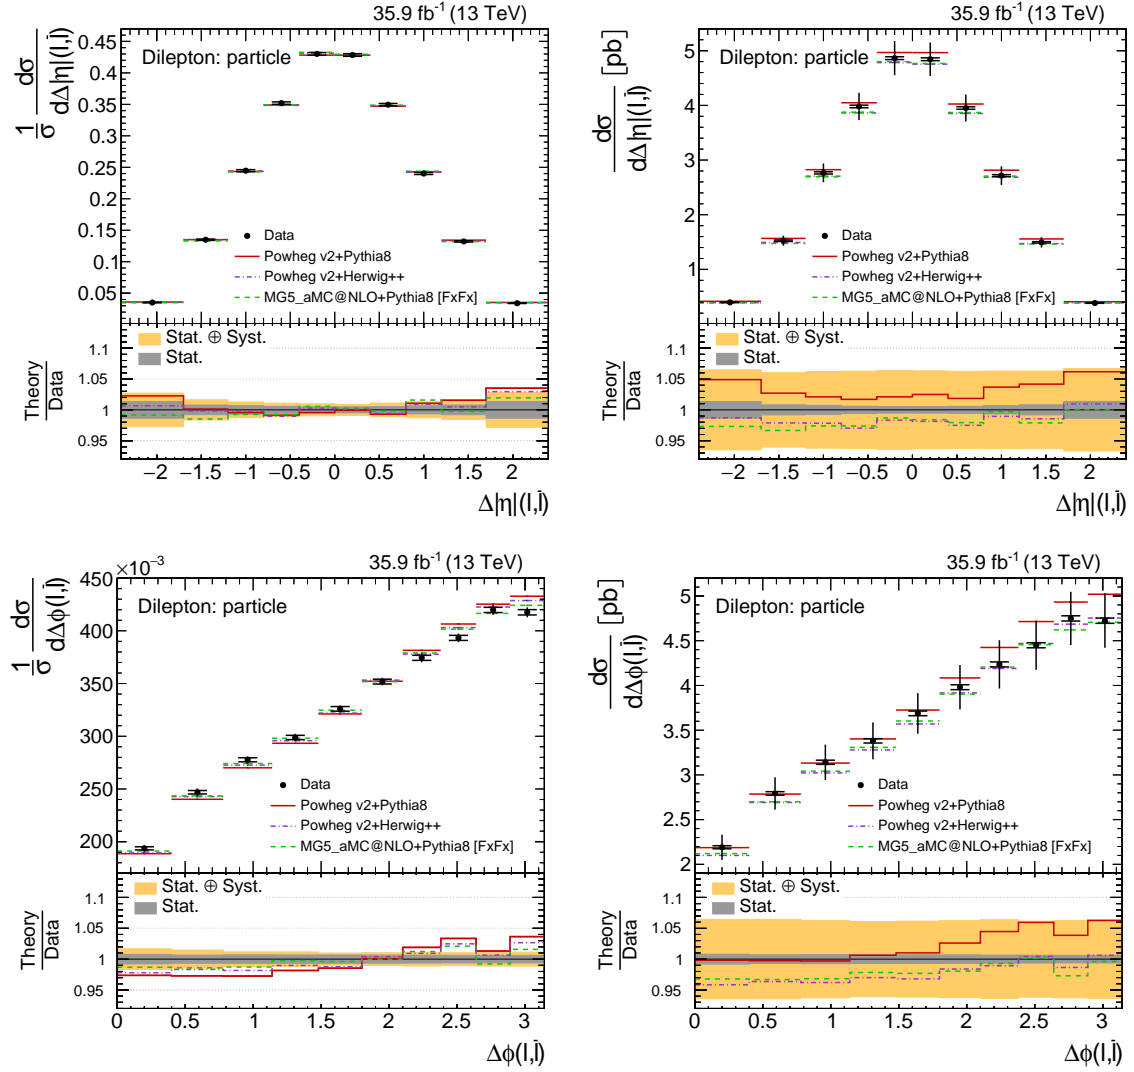 35.9 fb⁻¹ (13 TeV)
Dilepton: particle
1/σ dσ/dΔ|η|(l,l̄)
0.45
0.4
0.35
0.3
0.25
0.2
0.15
0.1
0.05
Data
Powheg v2+Pythia8
Powheg v2+Herwig++
MG5_aMC@NLO+Pythia8 [FxFx]
Stat. ⊕ Syst.
Stat.
Theory/Data
1.1
1.05
1
0.95
−2 −1.5 −1 −0.5 0 0.5 1 1.5 2
Δ|η|(l,l̄)
35.9 fb⁻¹ (13 TeV)
Dilepton: particle
dσ/dΔ|η|(l,l̄) [pb]
5
4
3
2
1
Data
Powheg v2+Pythia8
Powheg v2+Herwig++
MG5_aMC@NLO+Pythia8 [FxFx]
Stat. ⊕ Syst.
Stat.
Theory/Data
1.1
1.05
1
0.95
−2 −1.5 −1 −0.5 0 0.5 1 1.5 2
Δ|η|(l,l̄)
×10⁻³
35.9 fb⁻¹ (13 TeV)
Dilepton: particle
1/σ dσ/dΔϕ(l,l̄)
450
400
350
300
250
200
Data
Powheg v2+Pythia8
Powheg v2+Herwig++
MG5_aMC@NLO+Pythia8 [FxFx]
Stat. ⊕ Syst.
Stat.
Theory/Data
1.1
1.05
1
0.95
0 0.5 1 1.5 2 2.5 3
Δϕ(l,l̄)
35.9 fb⁻¹ (13 TeV)
Dilepton: particle
dσ/dΔϕ(l,l̄) [pb]
5
4.5
4
3.5
3
2.5
2
Data
Powheg v2+Pythia8
Powheg v2+Herwig++
MG5_aMC@NLO+Pythia8 [FxFx]
Stat. ⊕ Syst.
Stat.
Theory/Data
1.1
1.05
1
0.95
0 0.5 1 1.5 2 2.5 3
Δϕ(l,l̄)